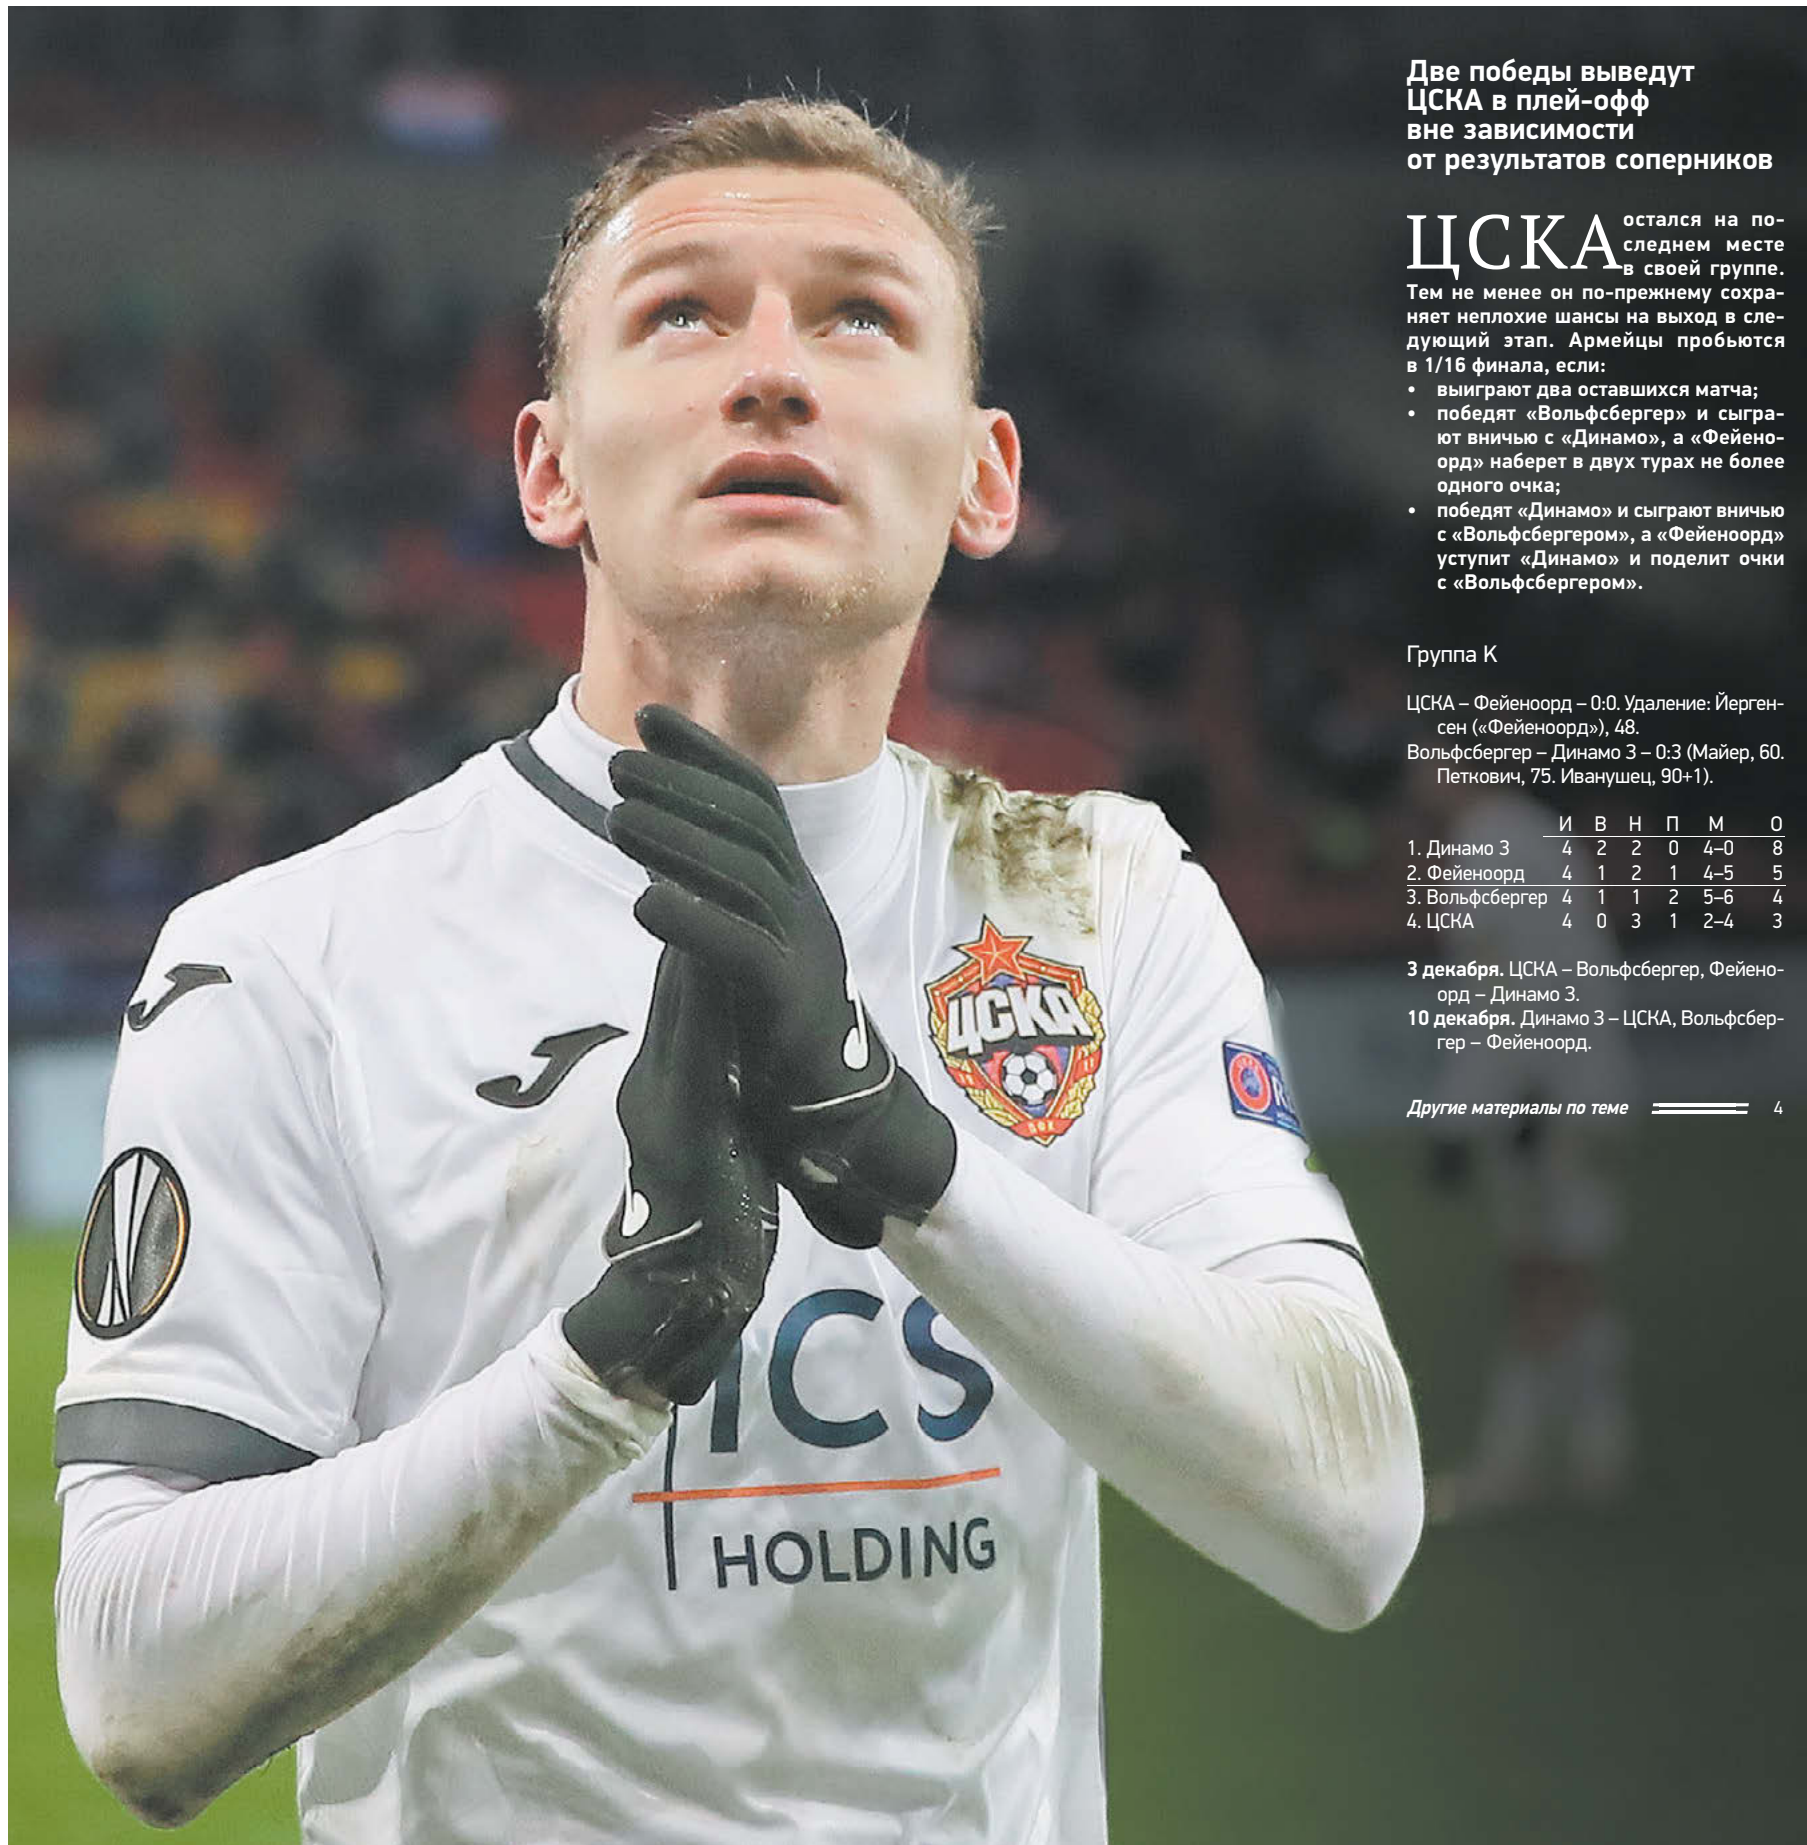 Две победы выведут
ЦСКА в плей-офф
вне зависимости
от результатов соперников
ЦСКА остался на по-
следнем месте
в своей группе.
Тем не менее он по-прежнему сохра-
няет неплохие шансы на выход в сле-
дующий этап. Армейцы пробьются
в 1/16 финала, если:
• выиграют два оставшихся матча;
• победят «Вольфсбергер» и сыгра-
ют вничью с «Динамо», а «Фейено-
орд» наберет в двух турах не более
одного очка;
• победят «Динамо» и сыграют вничью
с «Вольфсбергером», а «Фейеноорд»
уступит «Динамо» и поделит очки
с «Вольфсбергером».
Группа К
ЦСКА – Фейеноорд – 0:0. Удаление: Йерген-
сен («Фейеноорд»), 48.
Вольфсбергер – Динамо З – 0:3 (Майер, 60.
Петкович, 75. Иванушец, 90+1).
И В Н П М О
1. Динамо З 4 2 2 0 4–0 8
2. Фейеноорд 4 1 2 1 4–5 5
3. Вольфсбергер 4 1 1 2 5–6 4
4. ЦСКА 4 0 3 1 2–4 3
3 декабря. ЦСКА – Вольфсбергер, Фейено-
орд – Динамо З.
10 декабря. Динамо З – ЦСКА, Вольфсбер-
гер – Фейеноорд.
Другие материалы по теме 4
ЦСКА
ПФК
ICS
HOLDING